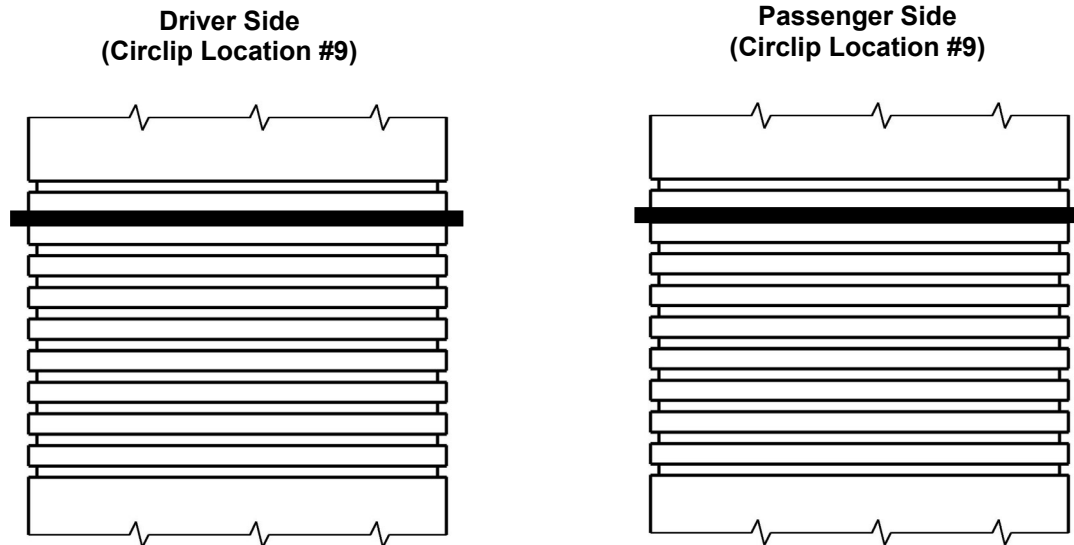 Driver Side
(Circlip Location #9)
Passenger Side
(Circlip Location #9)